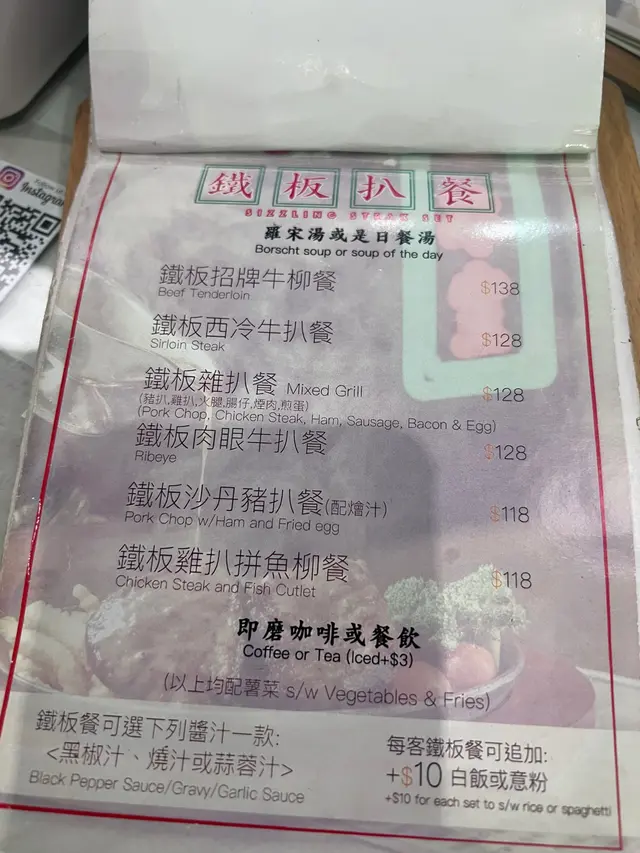 Instagram
鐵板扒餐
SIZZLING STEAK SET
羅宋湯或是日餐湯
Borscht soup or soup of the day
鐵板招牌牛柳餐 $138
Beef Tenderloin
鐵板西冷牛扒餐 $128
Sirloin Steak
鐵板雜扒餐 Mixed Grill $128
(豬扒,雞扒,火腿,腸仔,煙肉,煎蛋)
(Pork Chop, Chicken Steak, Ham, Sausage, Bacon & Egg)
鐵板肉眼牛扒餐 $128
Ribeye
鐵板沙丹豬扒餐(配燴汁) $118
Pork Chop w/Ham and Fried egg
鐵板雞扒拼魚柳餐 $118
Chicken Steak and Fish Cutlet
即磨咖啡或餐飲
Coffee or Tea (Iced+$3)
(以上均配薯菜 s/w Vegetables & Fries)
鐵板餐可選下列醬汁一款:
<黑椒汁、燒汁或蒜蓉汁>
Black Pepper Sauce/Gravy/Garlic Sauce
每客鐵板餐可追加:
+$10 白飯或意粉
+$10 for each set to s/w rice or spaghetti